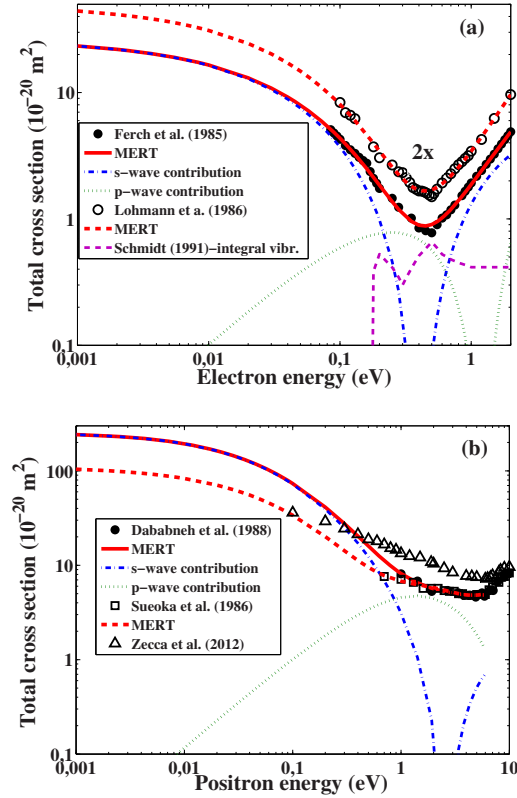 (a)
Total cross section (10⁻²⁰ m²)
10
1
0.1
2x
Ferch et al. (1985)
MERT
s-wave contribution
p-wave contribution
Lohmann et a. (1986)
MERT
Schmidt (1991)-integral vibr.
0,001
0,01
0,1
1
Electron energy (eV)
(b)
Total cross section (10⁻²⁰ m²)
100
10
1
0.1
Dababneh et al. (1988)
MERT
s-wave contribution
p-wave contribution
Sueoka et al. (1986)
MERT
Zecca et al. (2012)
0,001
0,01
0,1
1
10
Positron energy (eV)